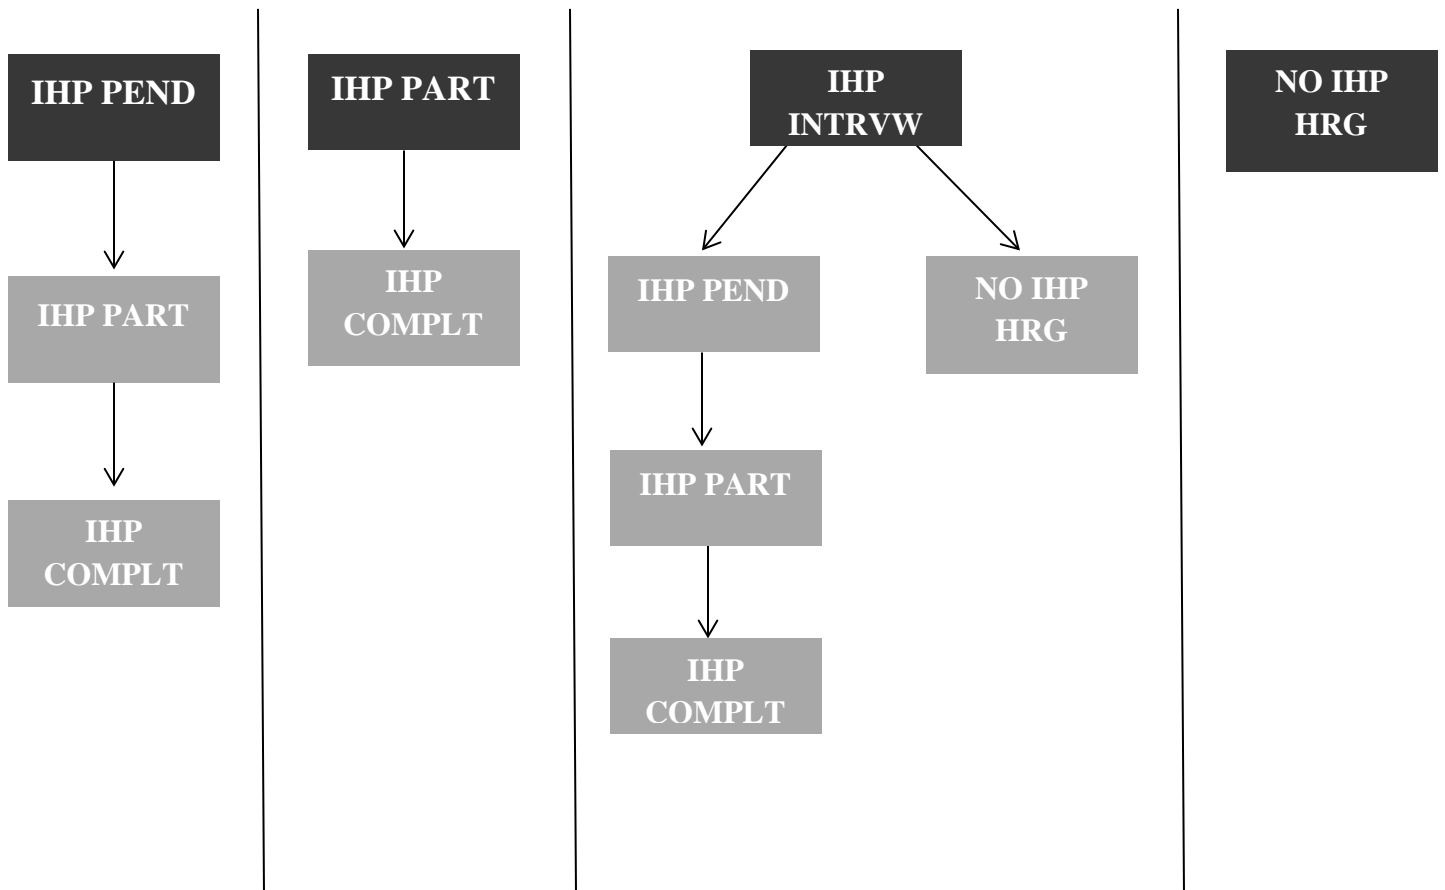 IHP PEND
IHP PART
IHP
COMPLT
IHP PART
IHP
COMPLT
IHP
INTRVW
IHP PEND
IHP PART
IHP
COMPLT
NO IHP
HRG
NO IHP
HRG